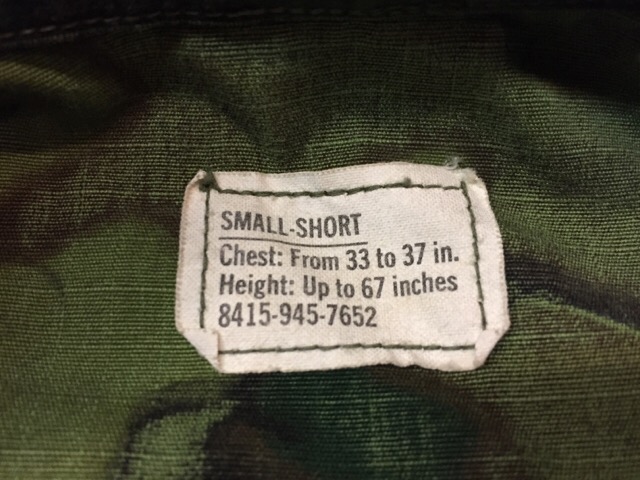 SMALL-SHORT
Chest: From 33 to 37 in.
Height: Up to 67 inches
8415-945-7652